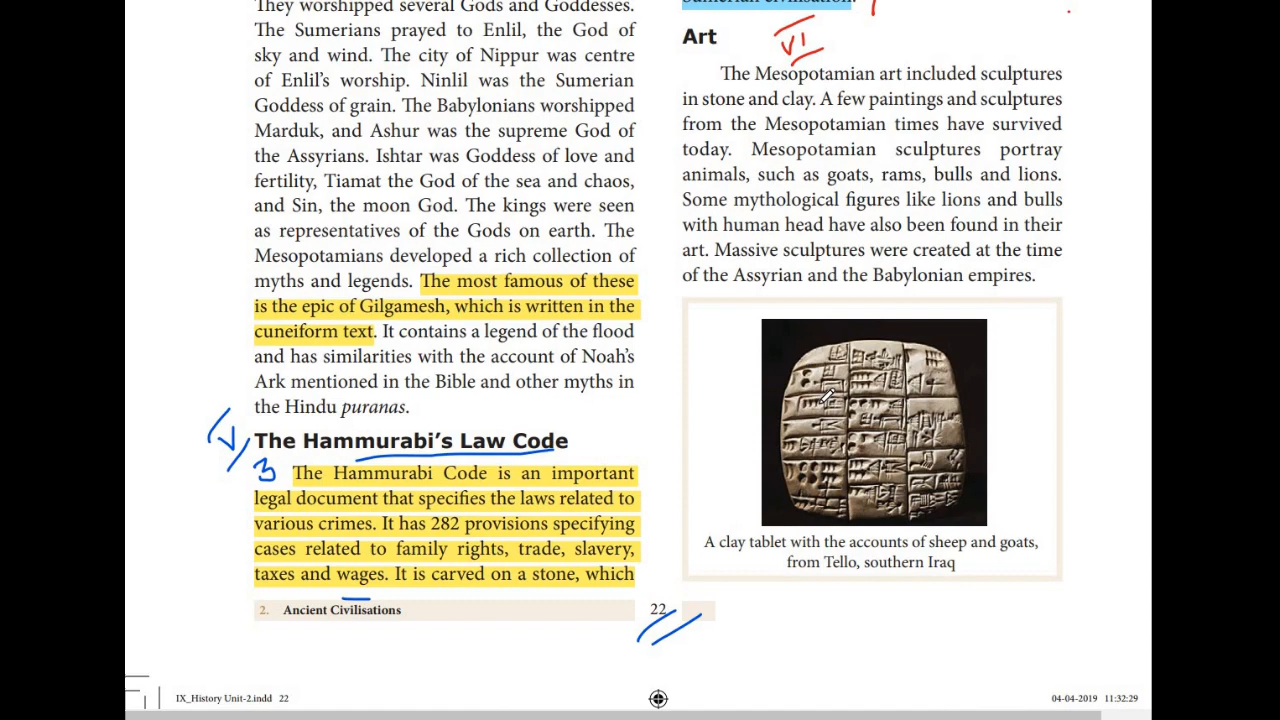 They worshipped several Gods and Goddesses.
The Sumerians prayed to Enlil, the God of
sky and wind. The city of Nippur was centre
of Enlil's worship. Ninlil was the Sumerian
Goddess of grain. The Babylonians worshipped
Marduk, and Ashur was the supreme God of
the Assyrians. Ishtar was Goddess of love and
fertility, Tiamat the God of the sea and chaos,
and Sin, the moon God. The kings were seen
as representatives of the Gods on earth. The
Mesopotamians developed a rich collection of
myths and legends. The most famous of these
is the epic of Gilgamesh, which is written in the
cuneiform text. It contains a legend of the flood
and has similarities with the account of Noah's
Ark mentioned in the Bible and other myths in
the Hindu puranas.
V
The Hammurabi's Law Code
3
The Hammurabi Code is an important
legal document that specifies the laws related to
various crimes. It has 282 provisions specifying
cases related to family rights, trade, slavery,
taxes and wages. It is carved on a stone, which
Sumerian civilisation.
Art
VI
The Mesopotamian art included sculptures
in stone and clay. A few paintings and sculptures
from the Mesopotamian times have survived
today. Mesopotamian sculptures portray
animals, such as goats, rams, bulls and lions.
Some mythological figures like lions and bulls
with human head have also been found in their
art. Massive sculptures were created at the time
of the Assyrian and the Babylonian empires.
A clay tablet with the accounts of sheep and goats,
from Tello, southern Iraq
2. Ancient Civilisations
22
IX_History Unit-2.indd 22
04-04-2019 11:32:29